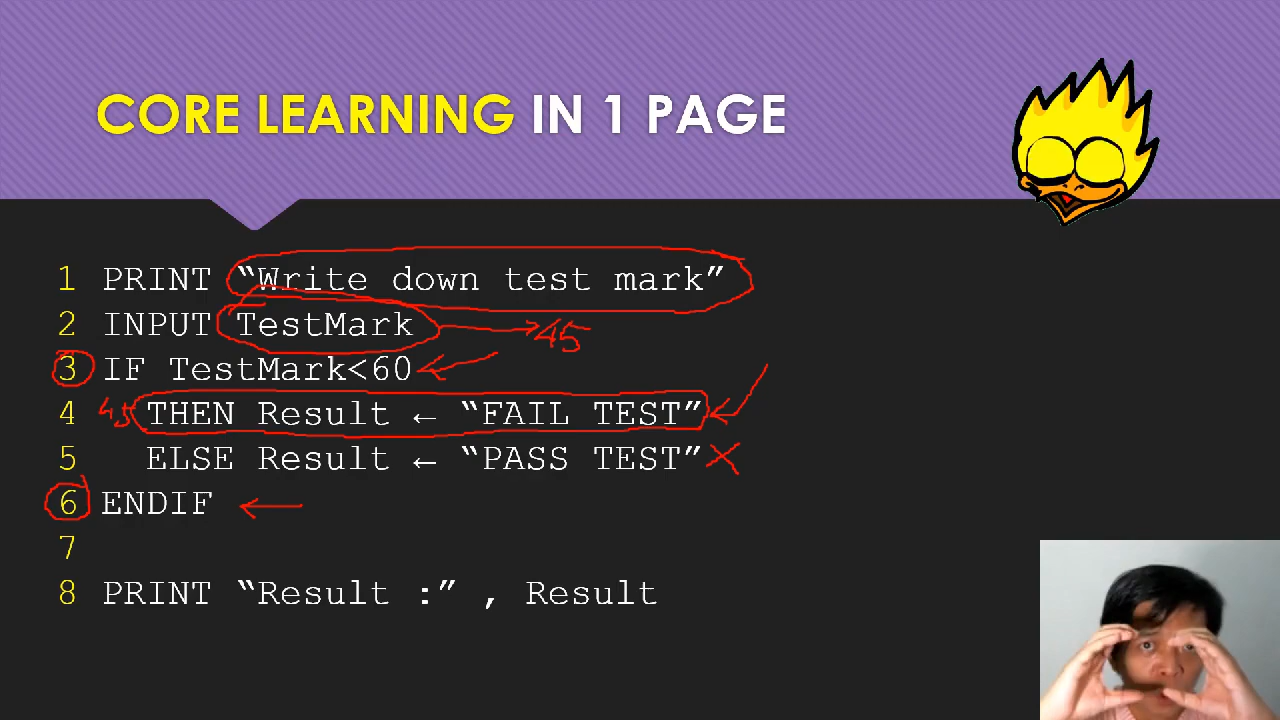 CORE LEARNING IN 1 PAGE
1 PRINT “Write down test mark”
2 INPUT TestMark 45
3 IF TestMark<60
4 45 THEN Result ← “FAIL TEST”
5 ELSE Result ← “PASS TEST”
6 ENDIF
7
8 PRINT “Result :” , Result